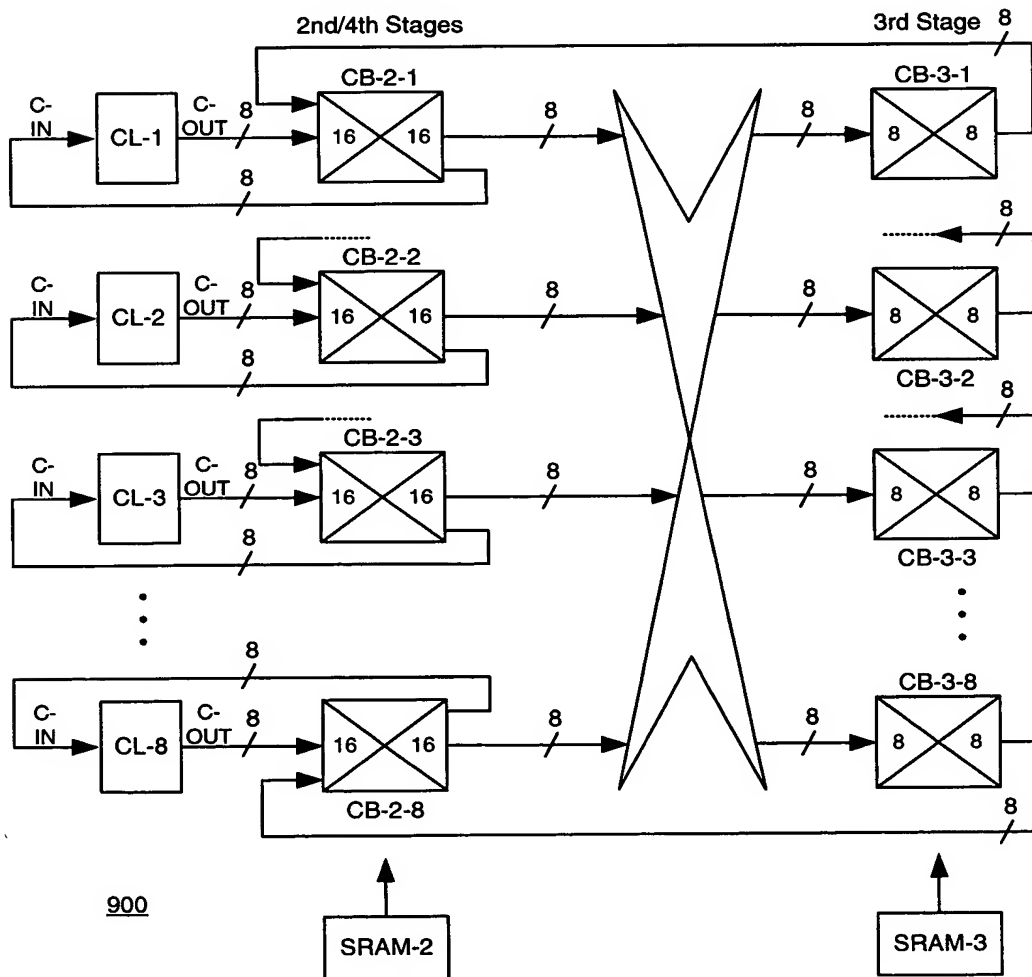 2nd/4th Stages
3rd Stage
8
CB-2-1
CB-3-1
C-
IN
CL-1
C-
OUT
8
16
16
8
8
8
8
8
8
C-
IN
CL-2
C-
OUT
8
CB-2-2
16
16
8
8
8
8
CB-3-2
8
8
C-
IN
CL-3
C-
OUT
8
CB-2-3
16
16
8
8
8
8
CB-3-3
8
8
C-
IN
CL-8
C-
OUT
8
16
16
CB-2-8
8
8
CB-3-8
8
8
8
900
SRAM-2
SRAM-3